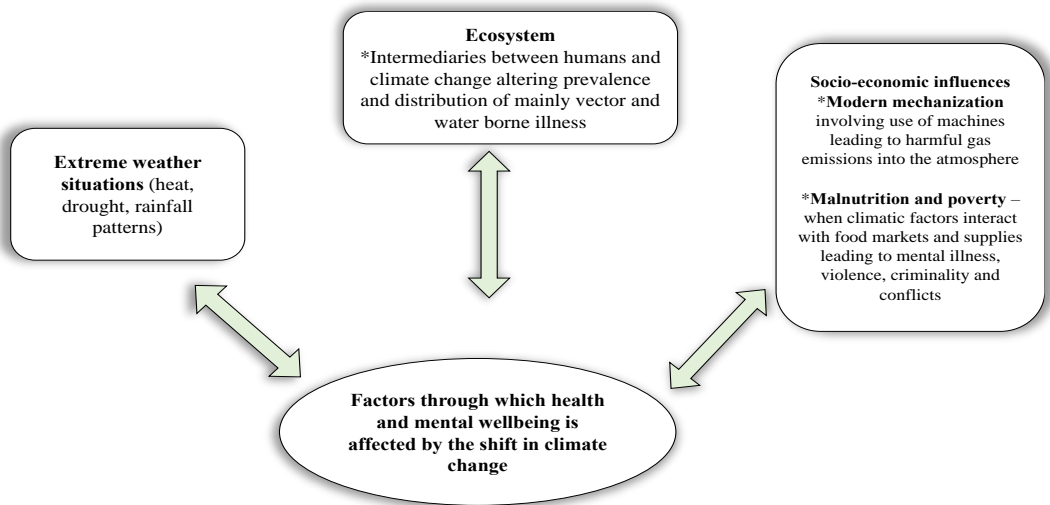 Ecosystem
*Intermediaries between humans and
climate change altering prevalence
and distribution of mainly vector and
water borne illness
Extreme weather
situations (heat,
drought, rainfall
patterns)
Socio-economic influences
*Modern mechanization
involving use of machines
leading to harmful gas
emissions into the atmosphere
*Malnutrition and poverty –
when climatic factors interact
with food markets and supplies
leading to mental illness,
violence, criminality and
conflicts
Factors through which health
and mental wellbeing is
affected by the shift in climate
change